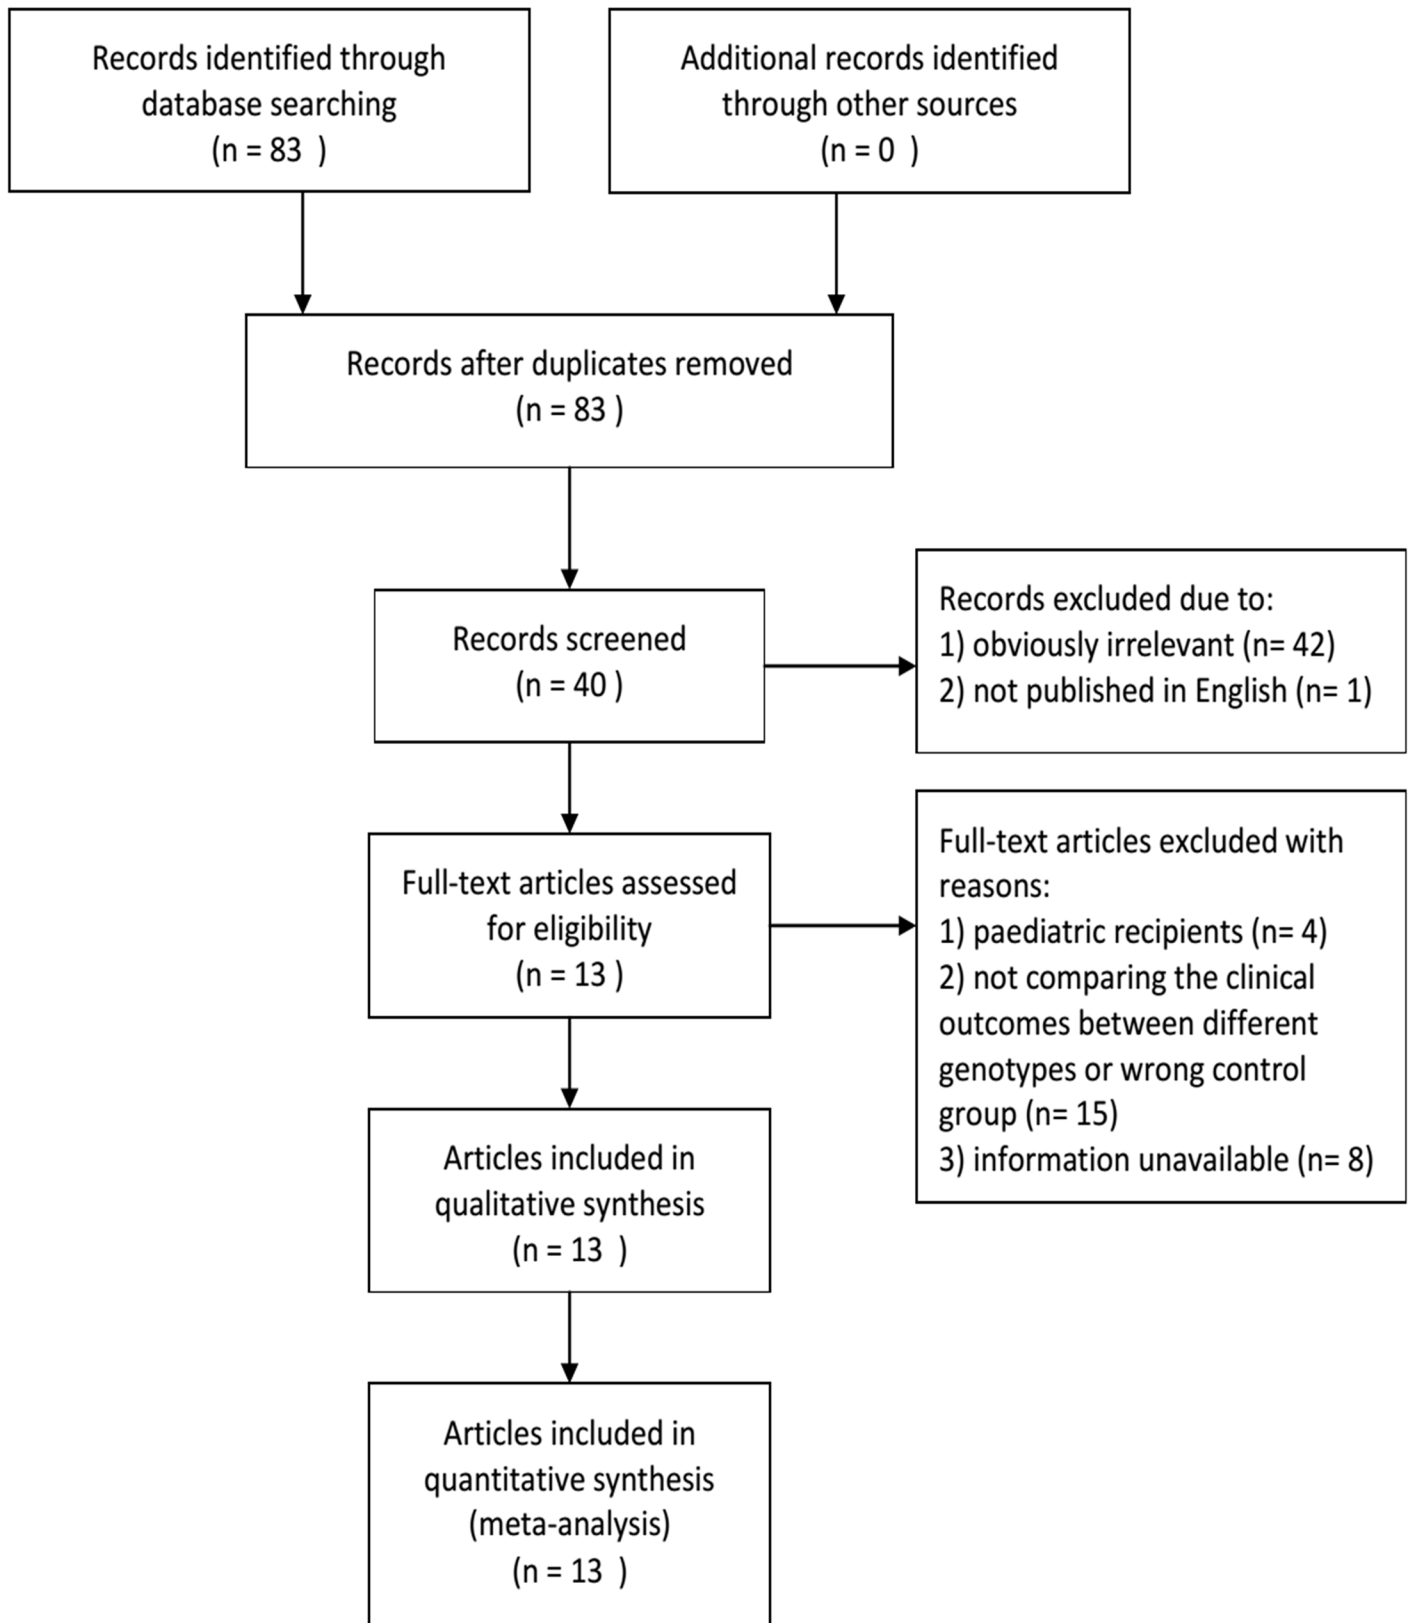 Records identified through
database searching
(n = 83  )
Additional records identified
through other sources
(n = 0  )
Records after duplicates removed
(n = 83 )
Records screened
(n = 40 )
Records excluded due to:
1) obviously irrelevant (n= 42)
2) not published in English (n= 1)
Full-text articles assessed
for eligibility
(n = 13 )
Full-text articles excluded with
reasons:
1) paediatric recipients (n= 4)
2) not comparing the clinical
outcomes between different
genotypes or wrong control
group (n= 15)
3) information unavailable (n= 8)
Articles included in
qualitative synthesis
(n = 13  )
Articles included in
quantitative synthesis
(meta-analysis)
(n = 13  )